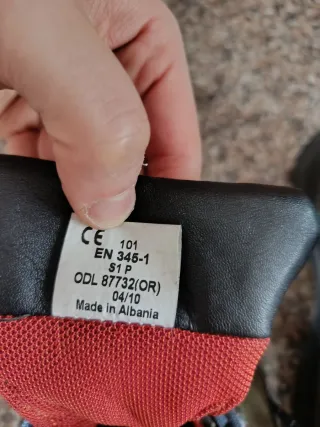 CE 101
EN 345-1
S1 P
ODL 87732(OR)
04/10
Made in Albania